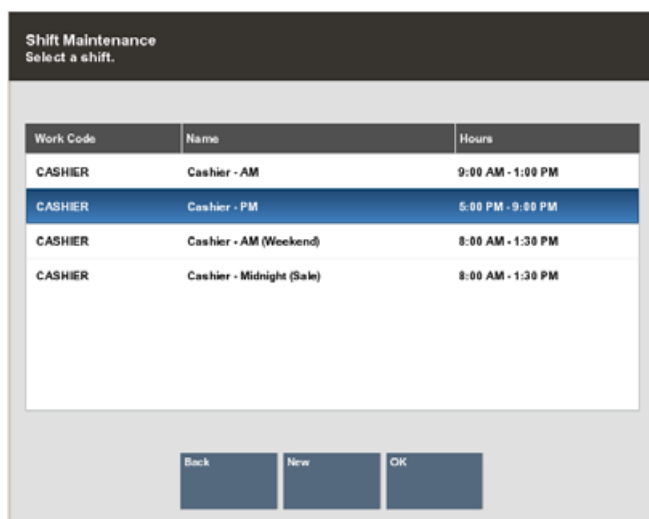 Shift Maintenance
Select a shift.
Work Code Name Hours
CASHIER Cashier - AM 9:00 AM - 1:00 PM
CASHIER Cashier - PM 5:00 PM - 9:00 PM
CASHIER Cashier - AM (Weekend) 8:00 AM - 1:30 PM
CASHIER Cashier - Midnight (Sale) 8:00 AM - 1:30 PM
Back New OK